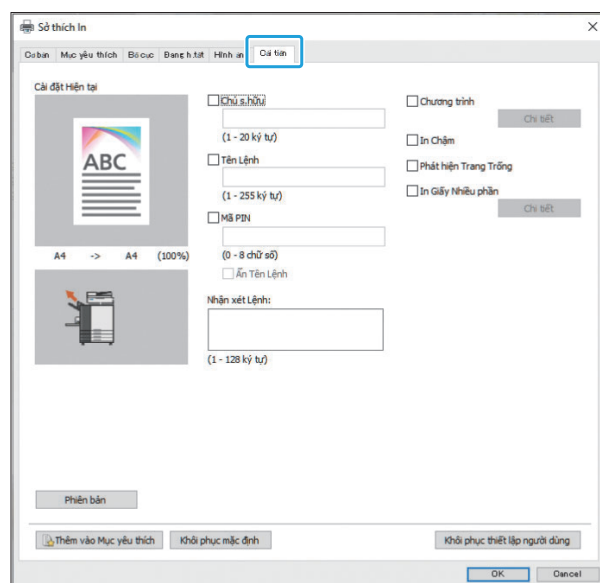 Sở thích In
Cơ bản Mục yêu thích Bố cục Bảng h.tất Hình ản Cải tiến
Cải đặt Hiện tại
ABC
A4 -> A4 (100%)
Chủ s.hữu
(1 - 20 ký tự)
Tên Lệnh
(1 - 255 ký tự)
Mã PIN
(0 - 8 chữ số)
Ẩn Tên Lệnh
Nhận xét Lệnh:
(1 - 128 ký tự)
Chương trình
Chi tiết
In Chậm
Phát hiện Trang Trống
In Giấy Nhiều phần
Chi tiết
Phiên bản
Thêm vào Mục yêu thích Khôi phục mặc định Khôi phục thiết lập người dùng
OK Cancel